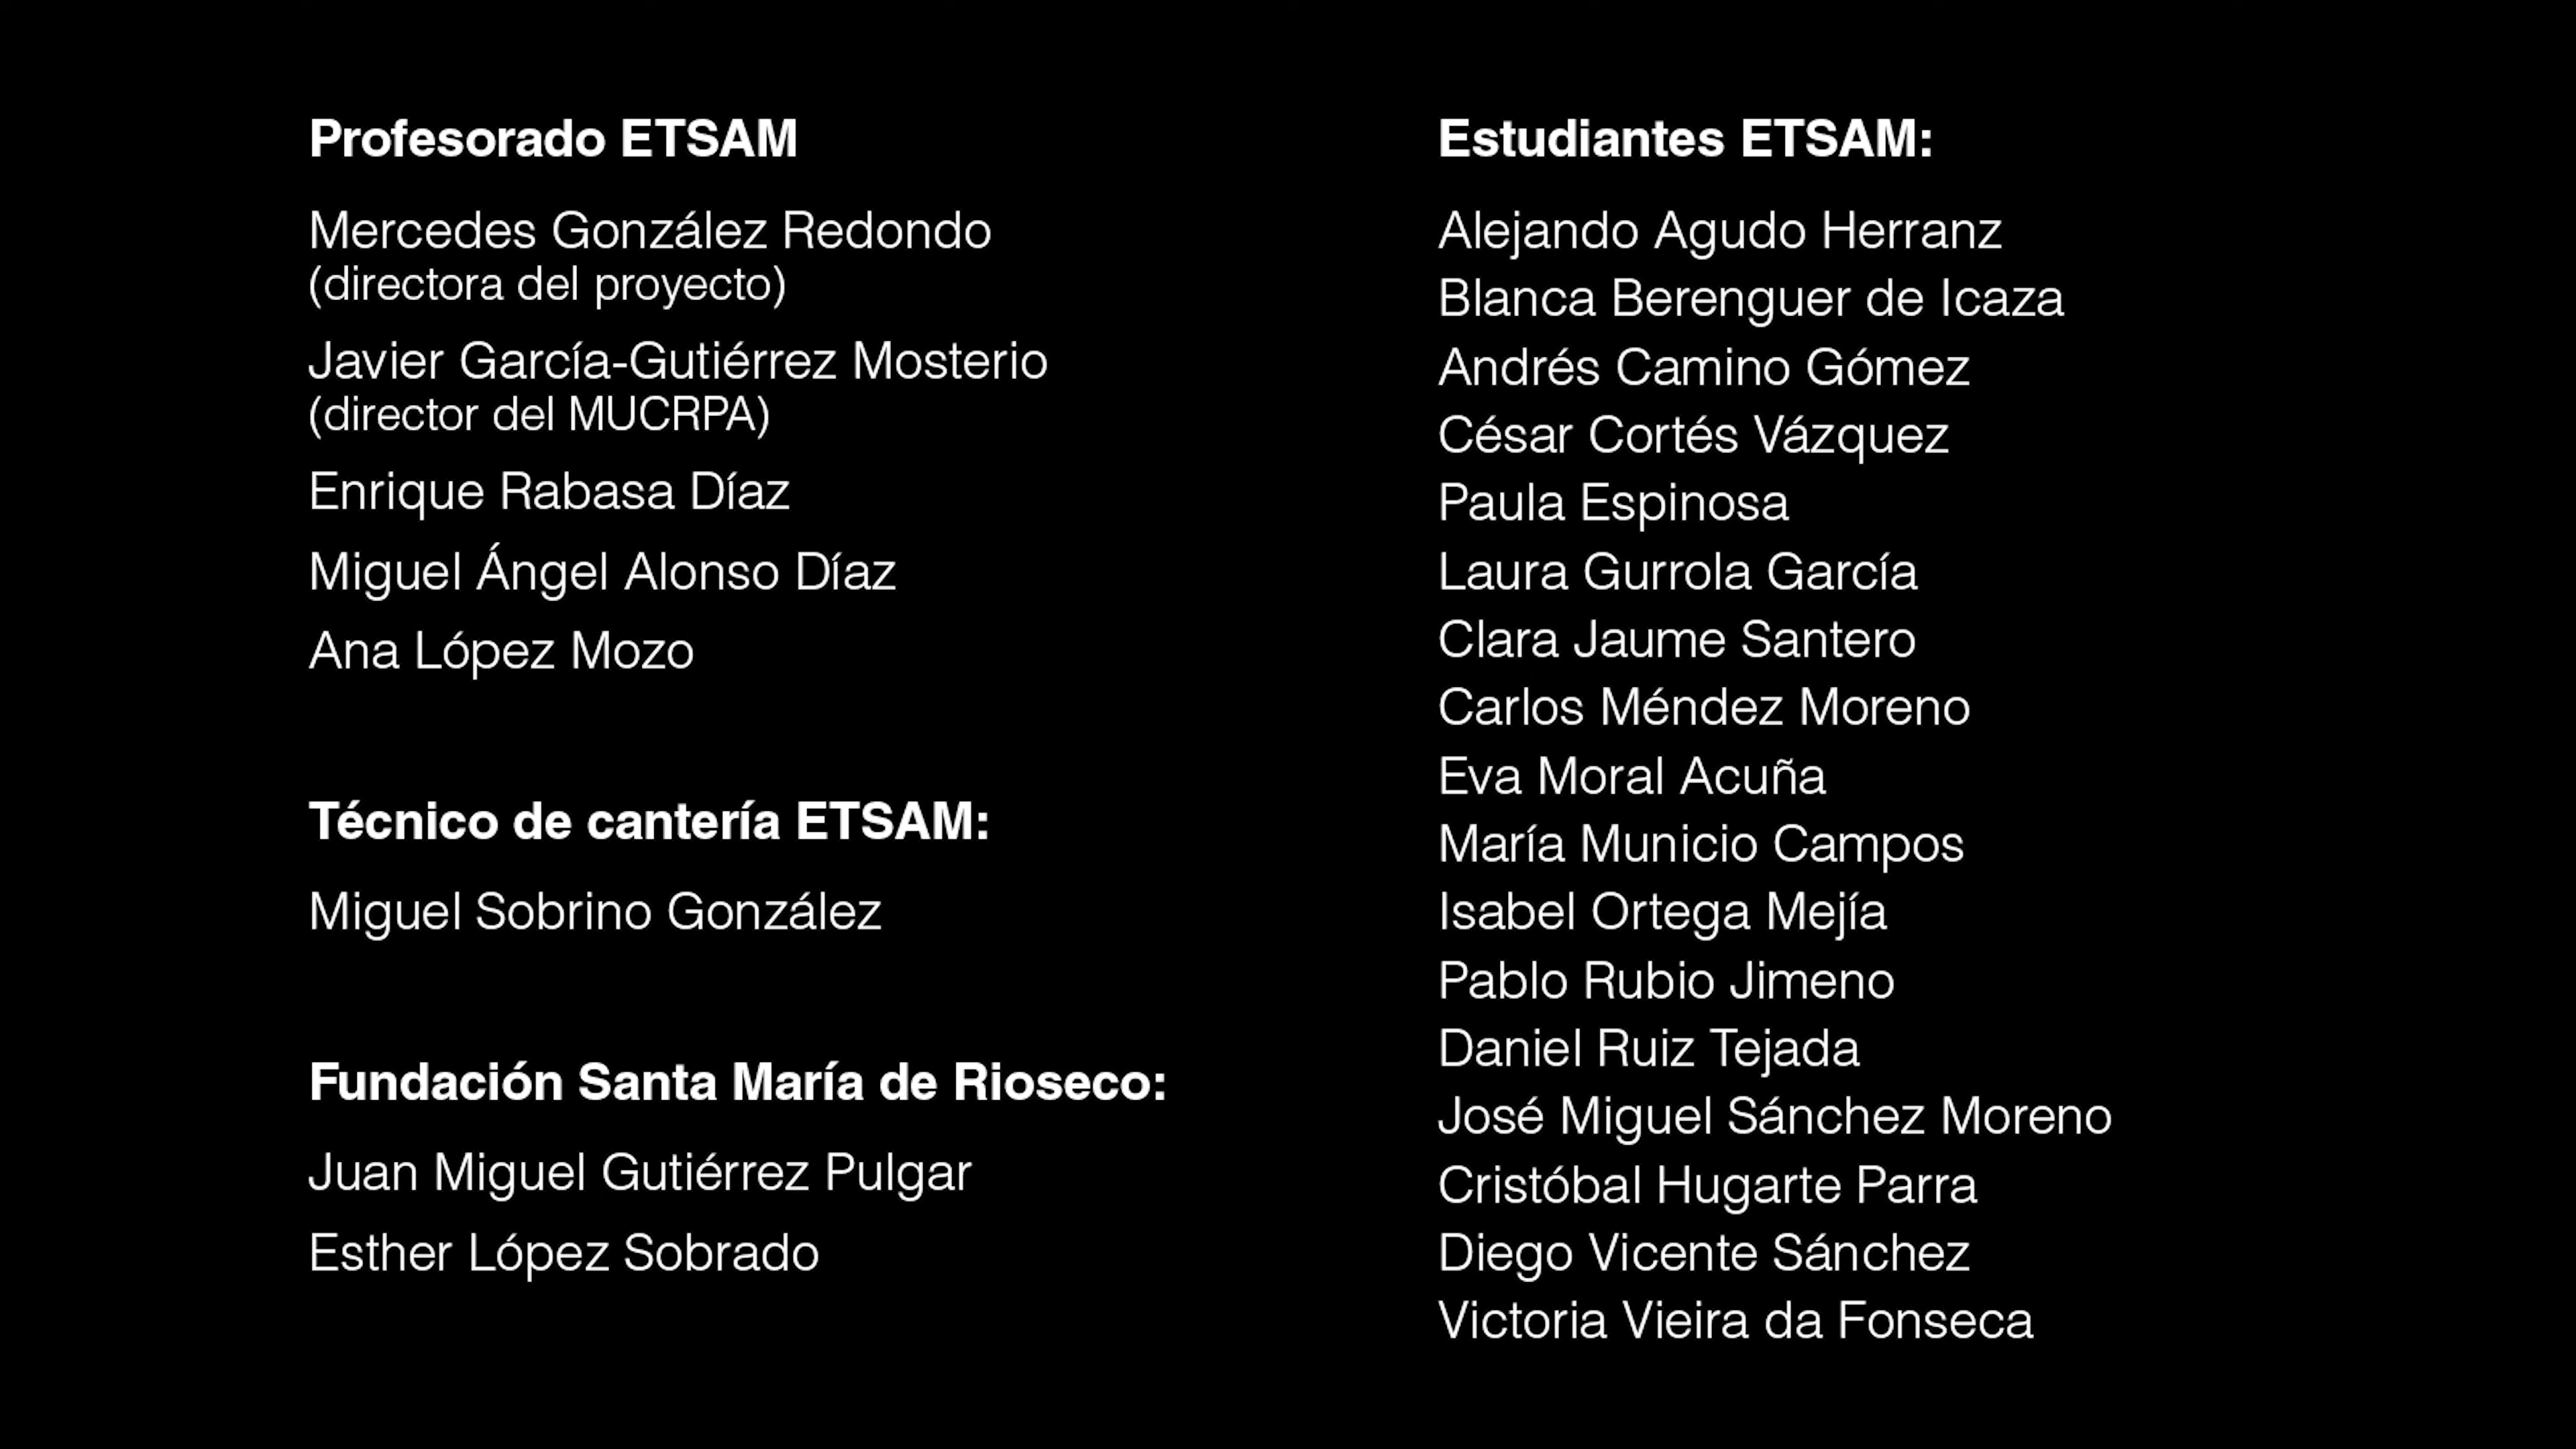 Profesorado ETSAM
Mercedes González Redondo
(directora del proyecto)
Javier García-Gutiérrez Mosterio
(director del MUCRPA)
Enrique Rabasa Díaz
Miguel Ángel Alonso Díaz
Ana López Mozo
Técnico de cantería ETSAM:
Miguel Sobrino González
Fundación Santa María de Rioseco:
Juan Miguel Gutiérrez Pulgar
Esther López Sobrado
Estudiantes ETSAM:
Alejando Agudo Herranz
Blanca Berenguer de Icaza
Andrés Camino Gómez
César Cortés Vázquez
Paula Espinosa
Laura Gurrola García
Clara Jaume Santero
Carlos Méndez Moreno
Eva Moral Acuña
María Municio Campos
Isabel Ortega Mejía
Pablo Rubio Jimeno
Daniel Ruiz Tejada
José Miguel Sánchez Moreno
Cristóbal Hugarte Parra
Diego Vicente Sánchez
Victoria Vieira da Fonseca